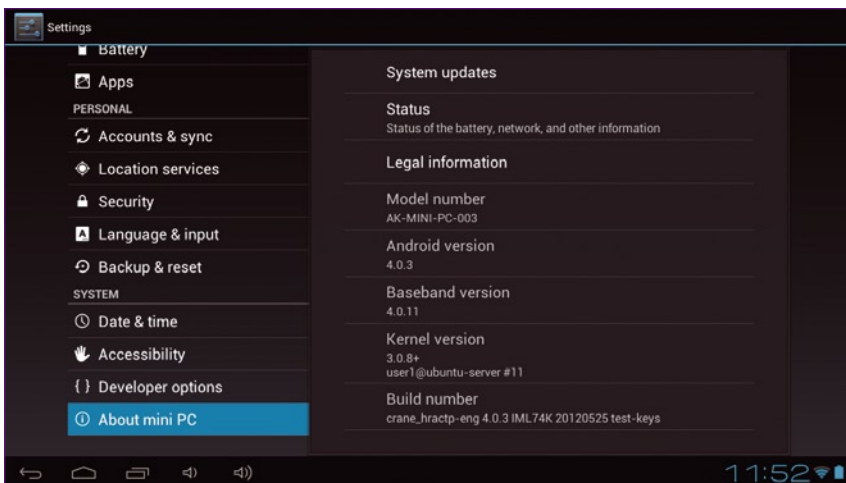 Settings
Battery
Apps
PERSONAL
Accounts & sync
Location services
Security
Language & input
Backup & reset
SYSTEM
Date & time
Accessibility
{ } Developer options
About mini PC
System updates
Status
Status of the battery, network, and other information
Legal information
Model number
AK-MINI-PC-003
Android version
4.0.3
Baseband version
4.0.11
Kernel version
3.0.8+
user1@ubuntu-server #11
Build number
crane_hractp-eng 4.0.3 IML74K 20120525 test-keys
11:52